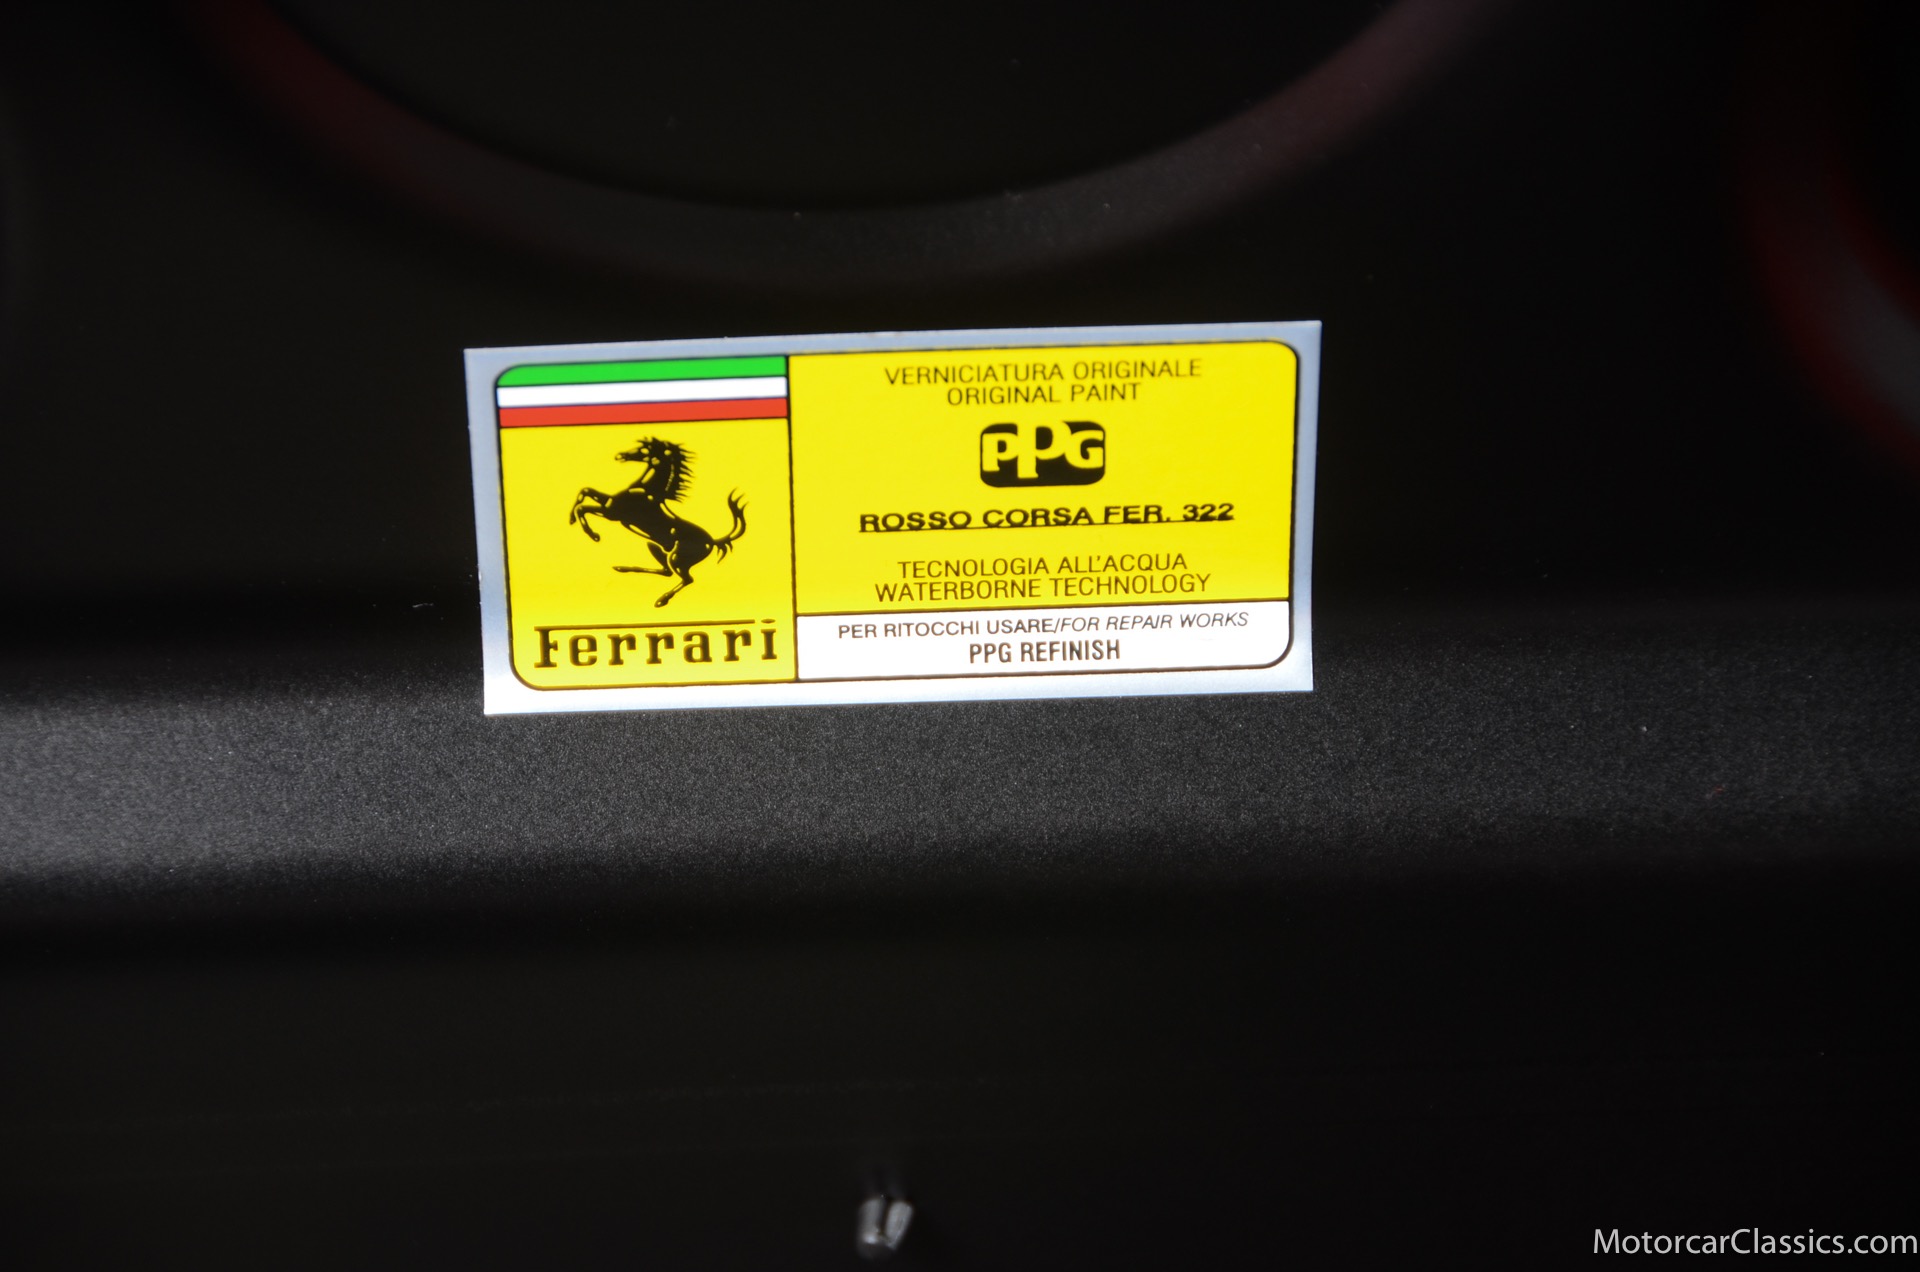 VERNICIATURA ORIGINALE
ORIGINAL PAINT
PPG
ROSSO CORSA FER. 322
TECNOLOGIA ALL'ACQUA
WATERBORNE TECHNOLOGY
PER RITOCCHI USARE/FOR REPAIR WORKS
PPG REFINISH
Ferrari
MotorcarClassics.com